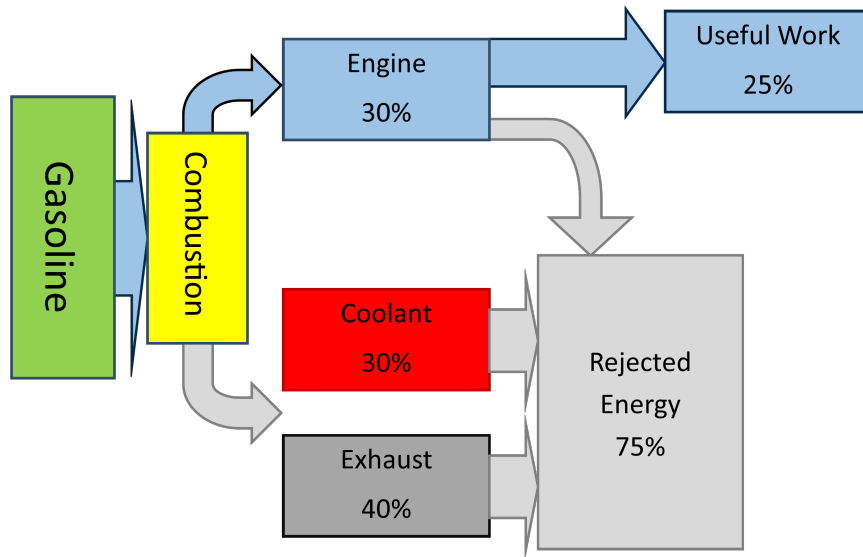 Gasoline
Combustion
Engine
30%
Useful Work
25%
Coolant
30%
Exhaust
40%
Rejected
Energy
75%